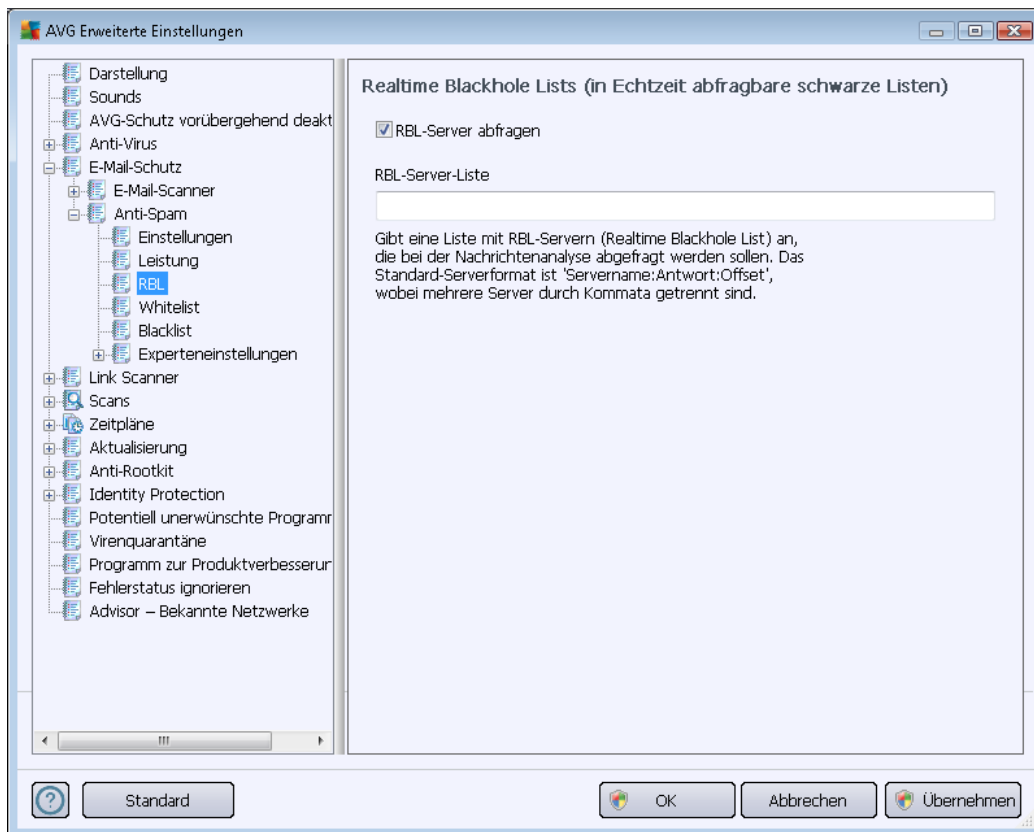 AVG Erweiterte Einstellungen
Darstellung
Sounds
AVG-Schutz vorübergehend deakt
Anti-Virus
E-Mail-Schutz
E-Mail-Scanner
Anti-Spam
Einstellungen
Leistung
RBL
Whitelist
Blacklist
Experteneinstellungen
Link Scanner
Scans
Zeitpläne
Aktualisierung
Anti-Rootkit
Identity Protection
Potentiell unerwünschte Programm
Virenquarantäne
Programm zur Produktverbesserur
Fehlerstatus ignorieren
Advisor – Bekannte Netzwerke
Realtime Blackhole Lists (in Echtzeit abfragbare schwarze Listen)
RBL-Server abfragen
RBL-Server-Liste
Gibt eine Liste mit RBL-Servern (Realtime Blackhole List) an,
die bei der Nachrichtenanalyse abgefragt werden sollen. Das
Standard-Serverformat ist 'Servername:Antwort:Offset',
wobei mehrere Server durch Kommata getrennt sind.
Standard
OK
Abbrechen
Übernehmen